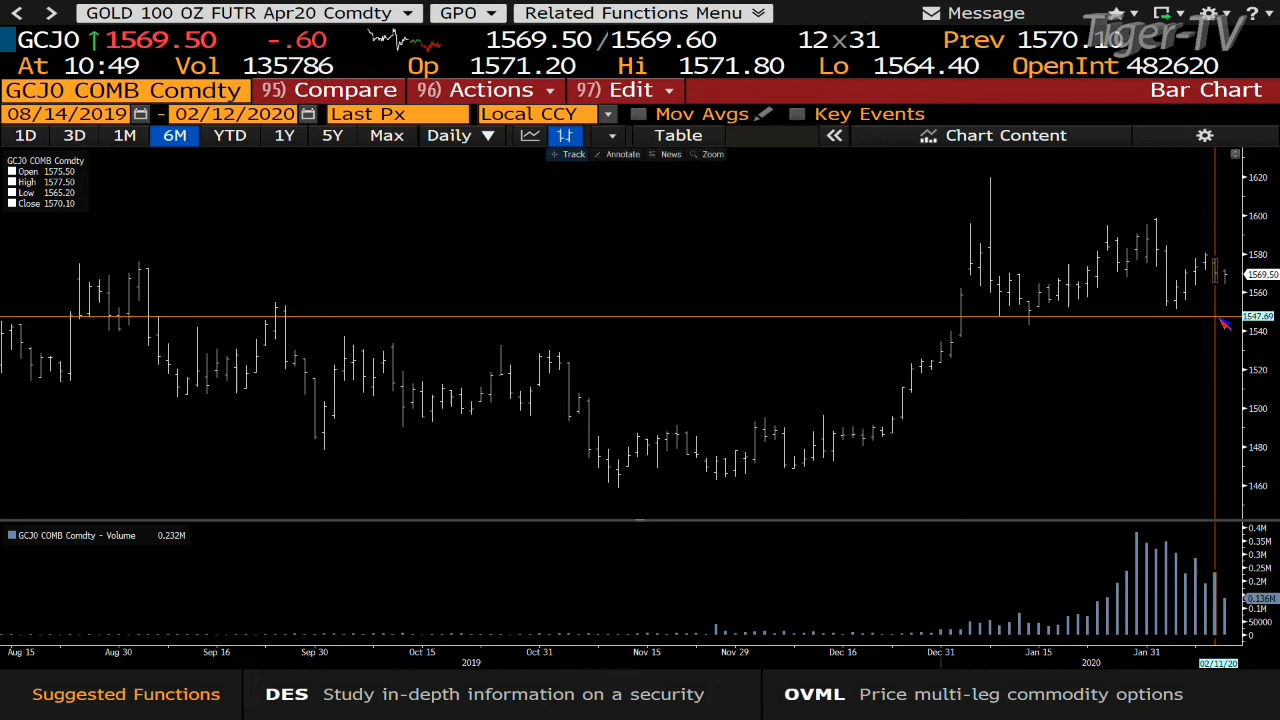 GOLD 100 OZ FUTR Apr20 Comdty GPO Related Functions Menu Message ?
Tiger-TV
GCJ0 1569.50 -.60 1569.50/1569.60 12x31 Prev 1570.10
At 10:49 Vol 135786 Op 1571.20 Hi 1571.80 Lo 1564.40 OpenInt 482620
GCJ0 COMB Comdty 95) Compare 96) Actions 97) Edit Bar Chart
08/14/2019 - 02/12/2020 Last Px Local CCY Mov Avgs Key Events
1D 3D 1M 6M YTD 1Y 5Y Max Daily Table Chart Content
Track Annotate News Zoom
GCJ0 COMB Comdty
Open 1575.50
High 1577.50
Low 1565.20
Close 1570.10
1620
1600
1580
1569.50
1560
1547.69
1540
1520
1500
1480
1460
GCJ0 COMB Comdty - Volume 0.232M
0.4M
0.35M
0.3M
0.25M
0.2M
0.136M
0.1M
50000
0
Aug 15 Aug 30 Sep 16 Sep 30 Oct 15 Oct 31 Nov 15 Nov 29 Dec 16 Dec 31 Jan 15 Jan 31
2019 2020 02/11/20
Suggested Functions DES Study in-depth information on a security OVML Price multi-leg commodity options